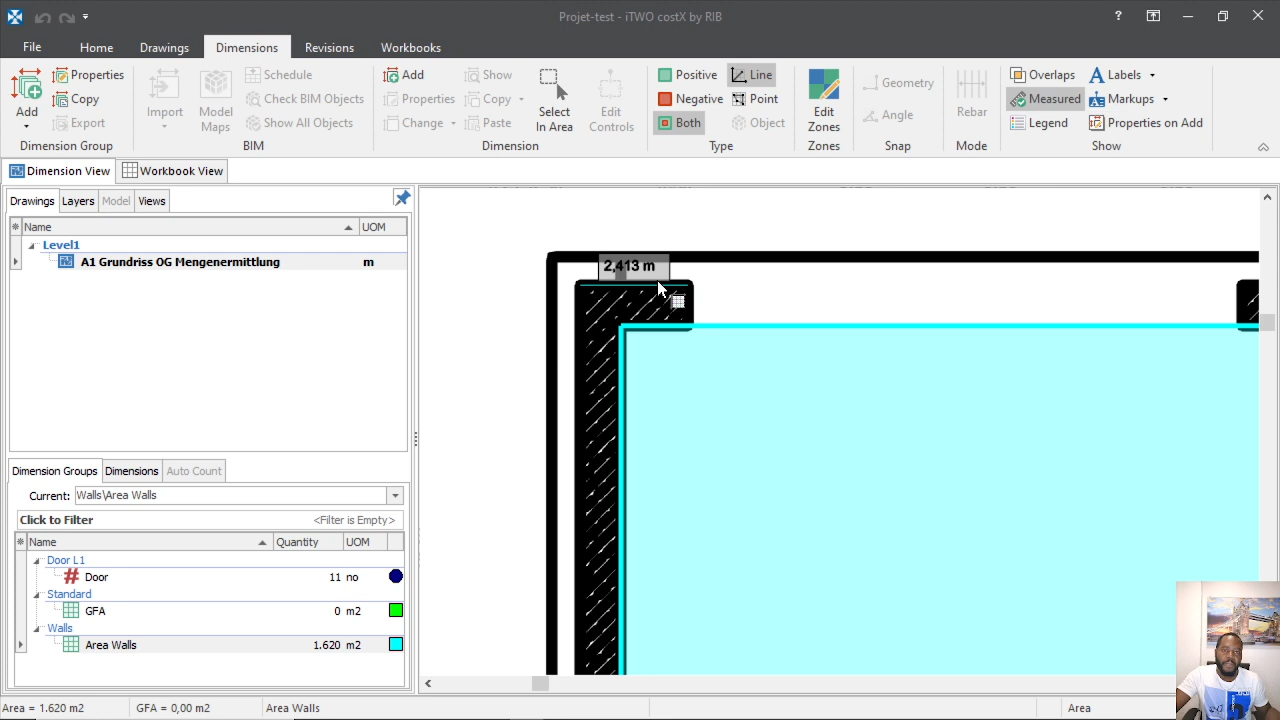 Projet-test - iTWO costX by RIB
?
File
Home
Drawings
Dimensions
Revisions
Workbooks
Add
Properties
Copy
Export
Dimension Group
Import
Model Maps
Schedule
Check BIM Objects
Show All Objects
BIM
Add
Properties
Change
Show
Copy
Paste
Select In Area
Edit Controls
Dimension
Positive
Negative
Both
Line
Point
Object
Type
Edit Zones
Zones
Geometry
Angle
Snap
Rebar
Mode
Overlaps
Measured
Legend
Labels
Markups
Properties on Add
Show
Dimension View
Workbook View
Drawings
Layers
Model
Views
Name
UOM
Level1
A1 Grundriss OG Mengenermittlung
m
2,413 m
Dimension Groups
Dimensions
Auto Count
Current: Walls\Area Walls
Click to Filter
<Filter is Empty>
Name
Quantity
UOM
Door L1
Door 11 no
Standard
GFA 0 m2
Walls
Area Walls 1.620 m2
Area = 1.620 m2
GFA = 0,00 m2
Area Walls
Area